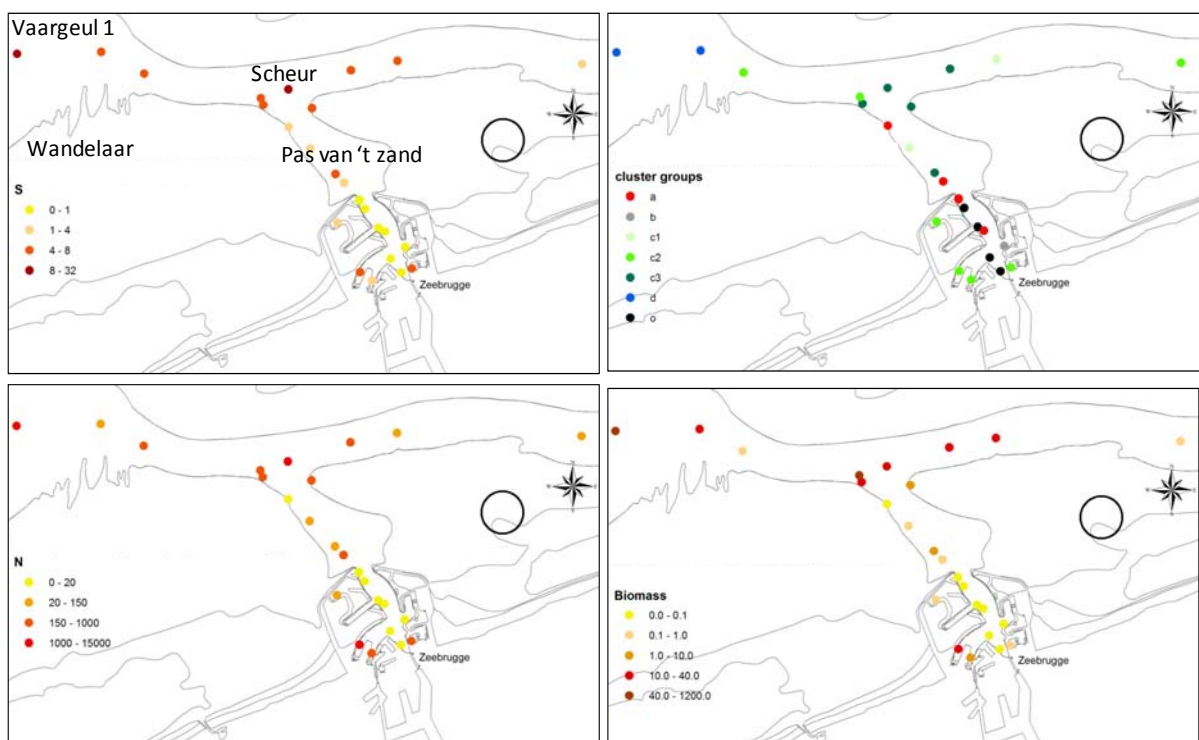 Vaargeul 1
Scheur
Wandelaar
Pas van ‘t zand
S
0 - 1
1 - 4
4 - 8
8 - 32
Zeebrugge
cluster groups
a
b
c1
c2
c3
d
o
Zeebrugge
N
0 - 20
20 - 150
150 - 1000
1000 - 15000
Zeebrugge
Biomass
0.0 - 0.1
0.1 - 1.0
1.0 - 10.0
10.0 - 40.0
40.0 - 1200.0
Zeebrugge